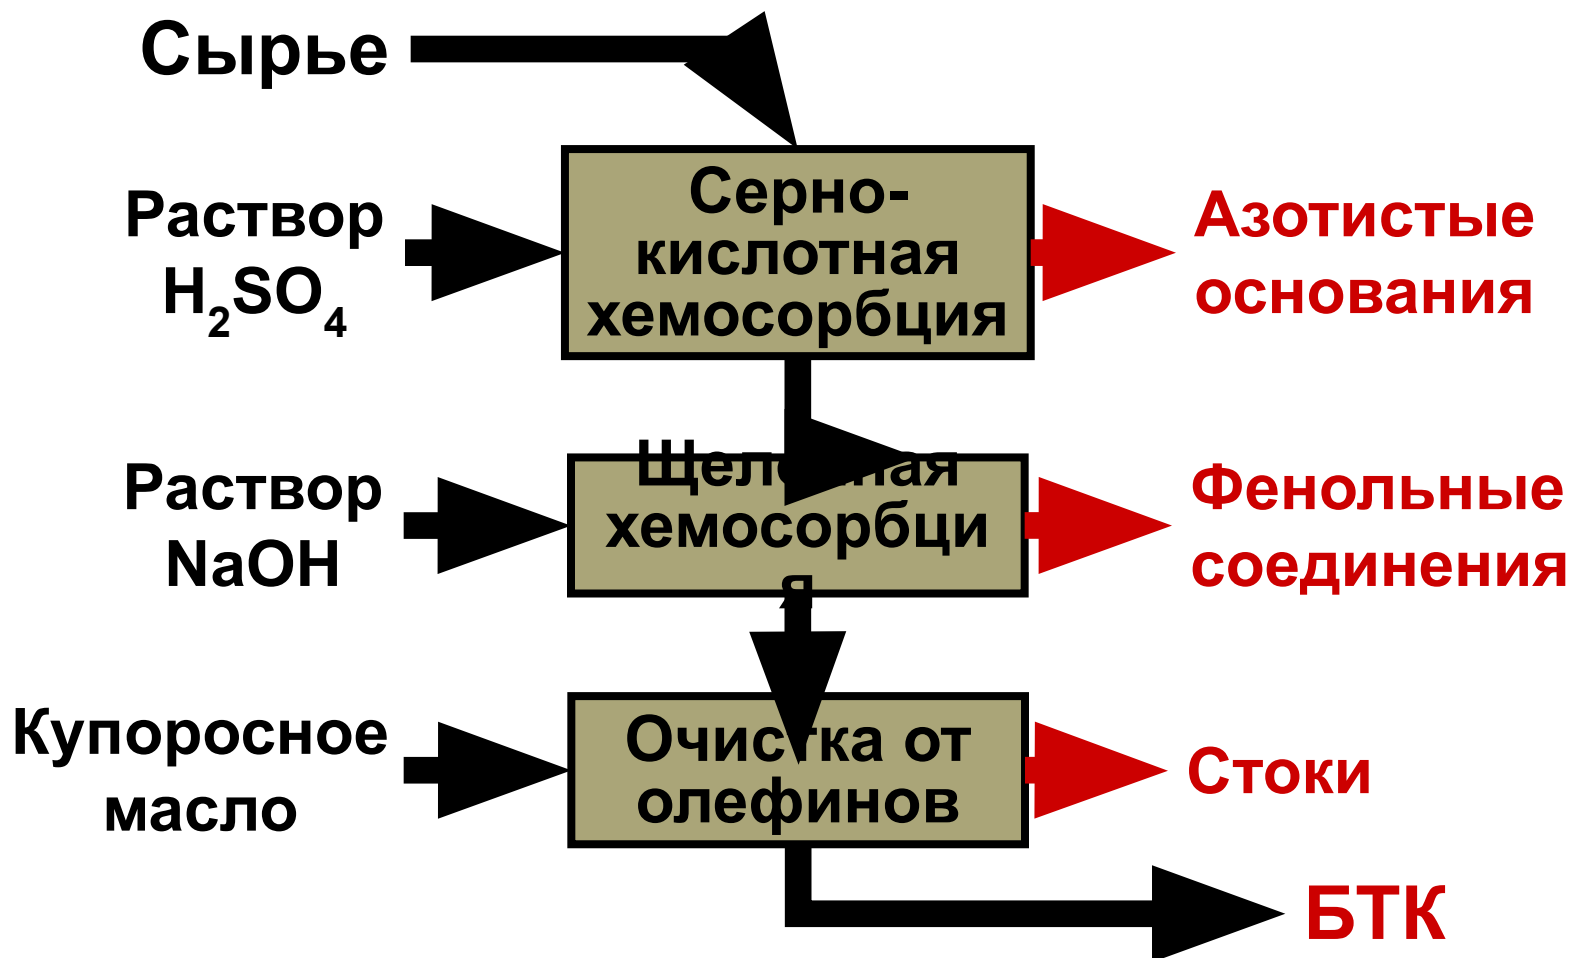 Сырье
Раствор
H₂SO₄
Серно-
кислотная
хемосорбция
Азотистые
основания
Раствор
NaOH
Щелочная
хемосорбци
я
Фенольные
соединения
Купоросное
масло
Очистка от
олефинов
Стоки
БТК